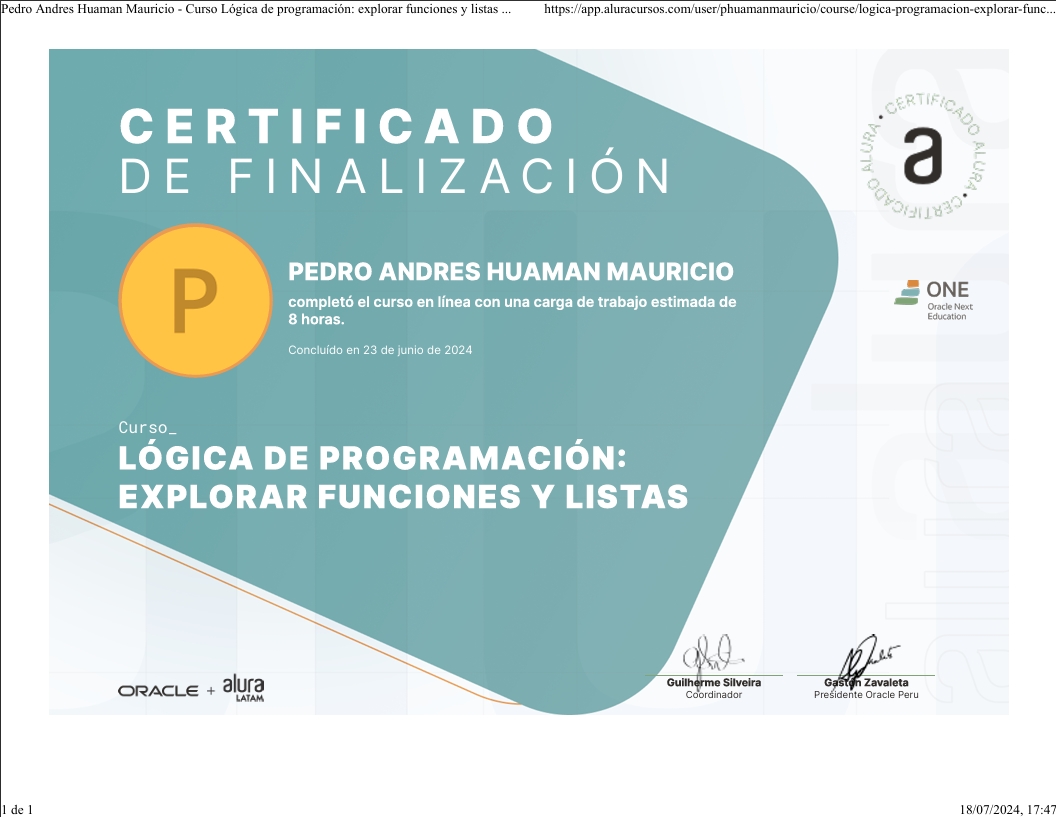 Pedro Andres Huaman Mauricio - Curso Lógica de programación: explorar funciones y listas ...
https://app.aluracursos.com/user/phuamanmauricio/course/logica-programacion-explorar-func...
CERTIFICADO
DE FINALIZACIÓN
CERTIFICADO ALURA • CERTIFICADO ALURA •
a
P
PEDRO ANDRES HUAMAN MAURICIO
completó el curso en línea con una carga de trabajo estimada de
8 horas.
Concluído en 23 de junio de 2024
ONE
Oracle Next
Education
Curso_
LÓGICA DE PROGRAMACIÓN:
EXPLORAR FUNCIONES Y LISTAS
ORACLE + alura
LATAM
Guilherme Silveira
Coordinador
Gastón Zavaleta
Presidente Oracle Peru
alura
1 de 1
18/07/2024, 17:47